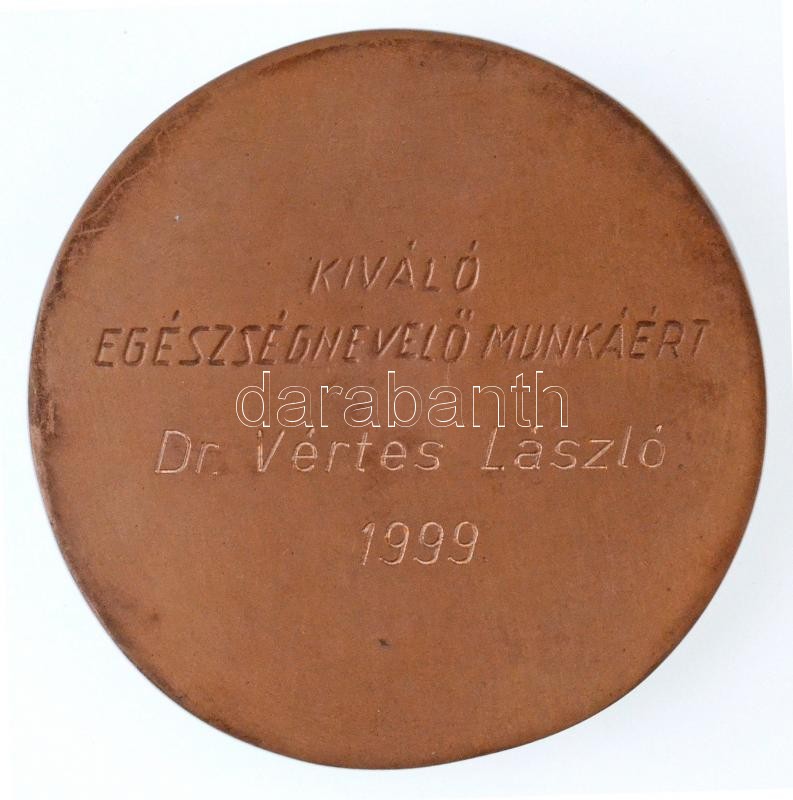 KIVÁLÓ
EGÉSZSÉGNEVELŐ MUNKÁÉRT
darabanth
Dr. Vértes László
1999